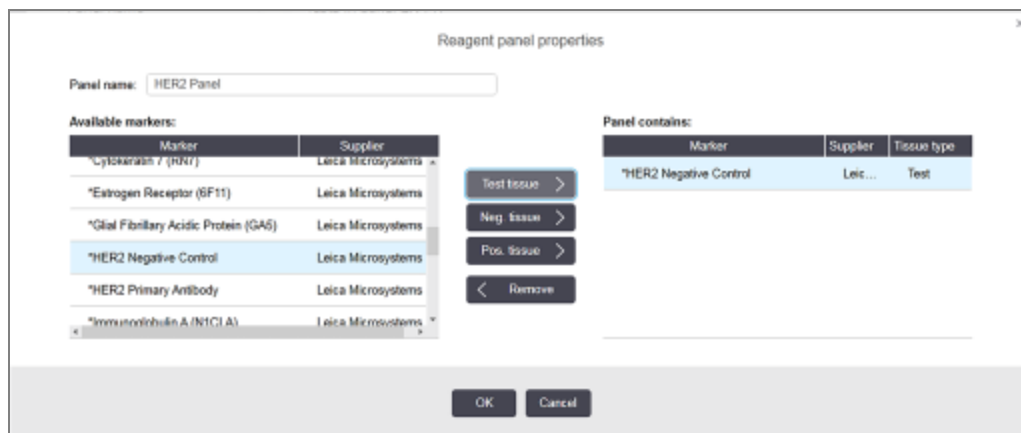 Reagent panel properties
Panel name: HER2 Panel
Available markers:
Panel contains:
Marker Supplier
Marker Supplier Tissue type
*Cytokeratin 7 (RN7) Leica Microsystems
*HER2 Negative Control Leic... Test
*Estrogen Receptor (6F11) Leica Microsystems
*Glial Fibrillary Acidic Protein (GA5) Leica Microsystems
*HER2 Negative Control Leica Microsystems
*HER2 Primary Antibody Leica Microsystems
*Immunoglobulin A (N1CLA) Leica Microsystems
Test tissue
Neg. tissue
Pos. tissue
Remove
OK Cancel